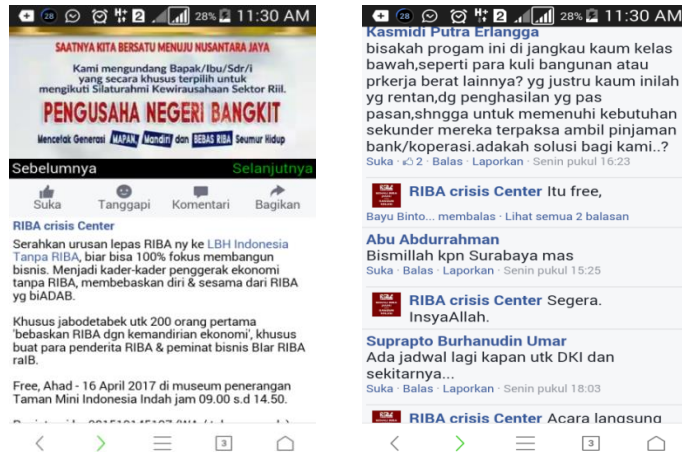 28% 11:30 AM
SAATNYA KITA BERSATU MENUJU NUSANTARA JAYA
Kami mengundang Bapak/Ibu/Sdr/i
yang secara khusus terpilih untuk
mengikuti Silaturahmi Kewirausahaan Sektor Riil.
PENGUSAHA NEGERI BANGKIT
Mencetak Generasi MAPAN, Mandiri dan BEBAS RIBA Seumur Hidup
Sebelumnya Selanjutnya
Suka Tanggapi Komentari Bagikan
RIBA crisis Center
Serahkan urusan lepas RIBA ny ke LBH Indonesia
Tanpa RIBA, biar bisa 100% fokus membangun
bisnis. Menjadi kader-kader penggerak ekonomi
tanpa RIBA, membebaskan diri & sesama dari RIBA
yg biADAB.
Khusus jabodetabek utk 200 orang pertama
'bebaskan RIBA dgn kemandirian ekonomi', khusus
buat para penderita RIBA & peminat bisnis BIar RIBA
raIB.
Free, Ahad - 16 April 2017 di museum penerangan
Taman Mini Indonesia Indah jam 09.00 s.d 14.50.
3
28 2 28% 11:30 AM
Kasmidi Putra Erlangga
bisakah progam ini di jangkau kaum kelas
bawah,seperti para kuli bangunan atau
prkerja berat lainnya? yg justru kaum inilah
yg rentan,dg penghasilan yg pas
pasan,shngga untuk memenuhi kebutuhan
sekunder mereka terpaksa ambil pinjaman
bank/koperasi.adakah solusi bagi kami..?
Suka · 2 · Balas · Laporkan · Senin pukul 16:23
RIBA crisis Center Itu free,
Bayu Binto... membalas · Lihat semua 2 balasan
Abu Abdurrahman
Bismillah kpn Surabaya mas
Suka · Balas · Laporkan · Senin pukul 15:25
RIBA crisis Center Segera.
InsyaAllah.
Suprapto Burhanudin Umar
Ada jadwal lagi kapan utk DKI dan
sekitarnya...
Suka · Balas · Laporkan · Senin pukul 18:03
RIBA crisis Center Acara langsung
3